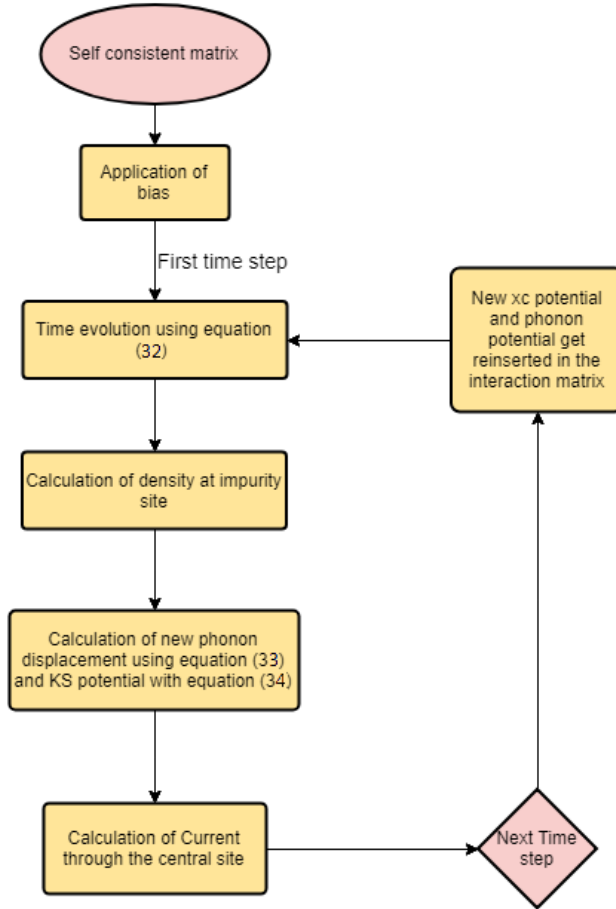 Self consistent matrix
Application of
bias
First time step
Time evolution using equation
(32)
New xc potential
and phonon
potential get
reinserted in the
interaction matrix
Calculation of density at impurity
site
Calculation of new phonon
displacement using equation (33)
and KS potential with equation (34)
Calculation of Current
through the central site
Next Time
step